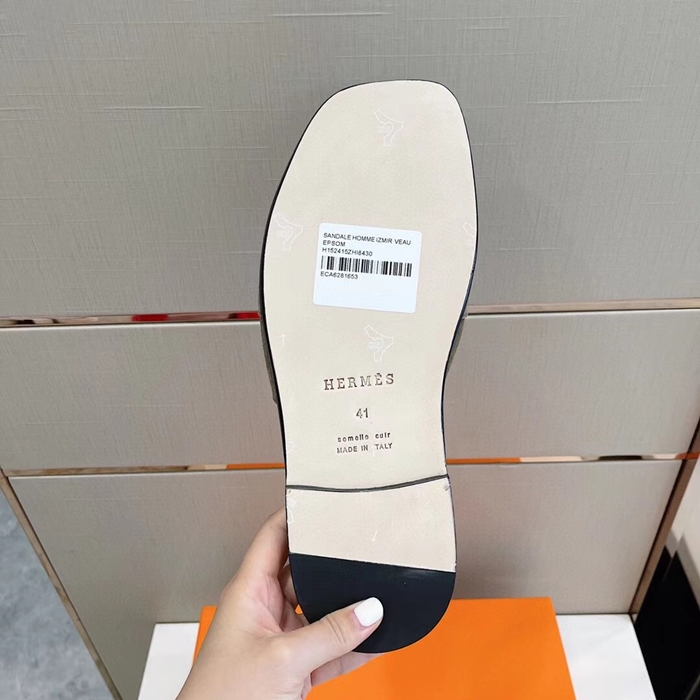 SANDALE HOMME IZMIR VEAU
EPSOM
H152415ZHI8430
ECA6281653
HERMÈS
41
semelle cuir
MADE IN ITALY